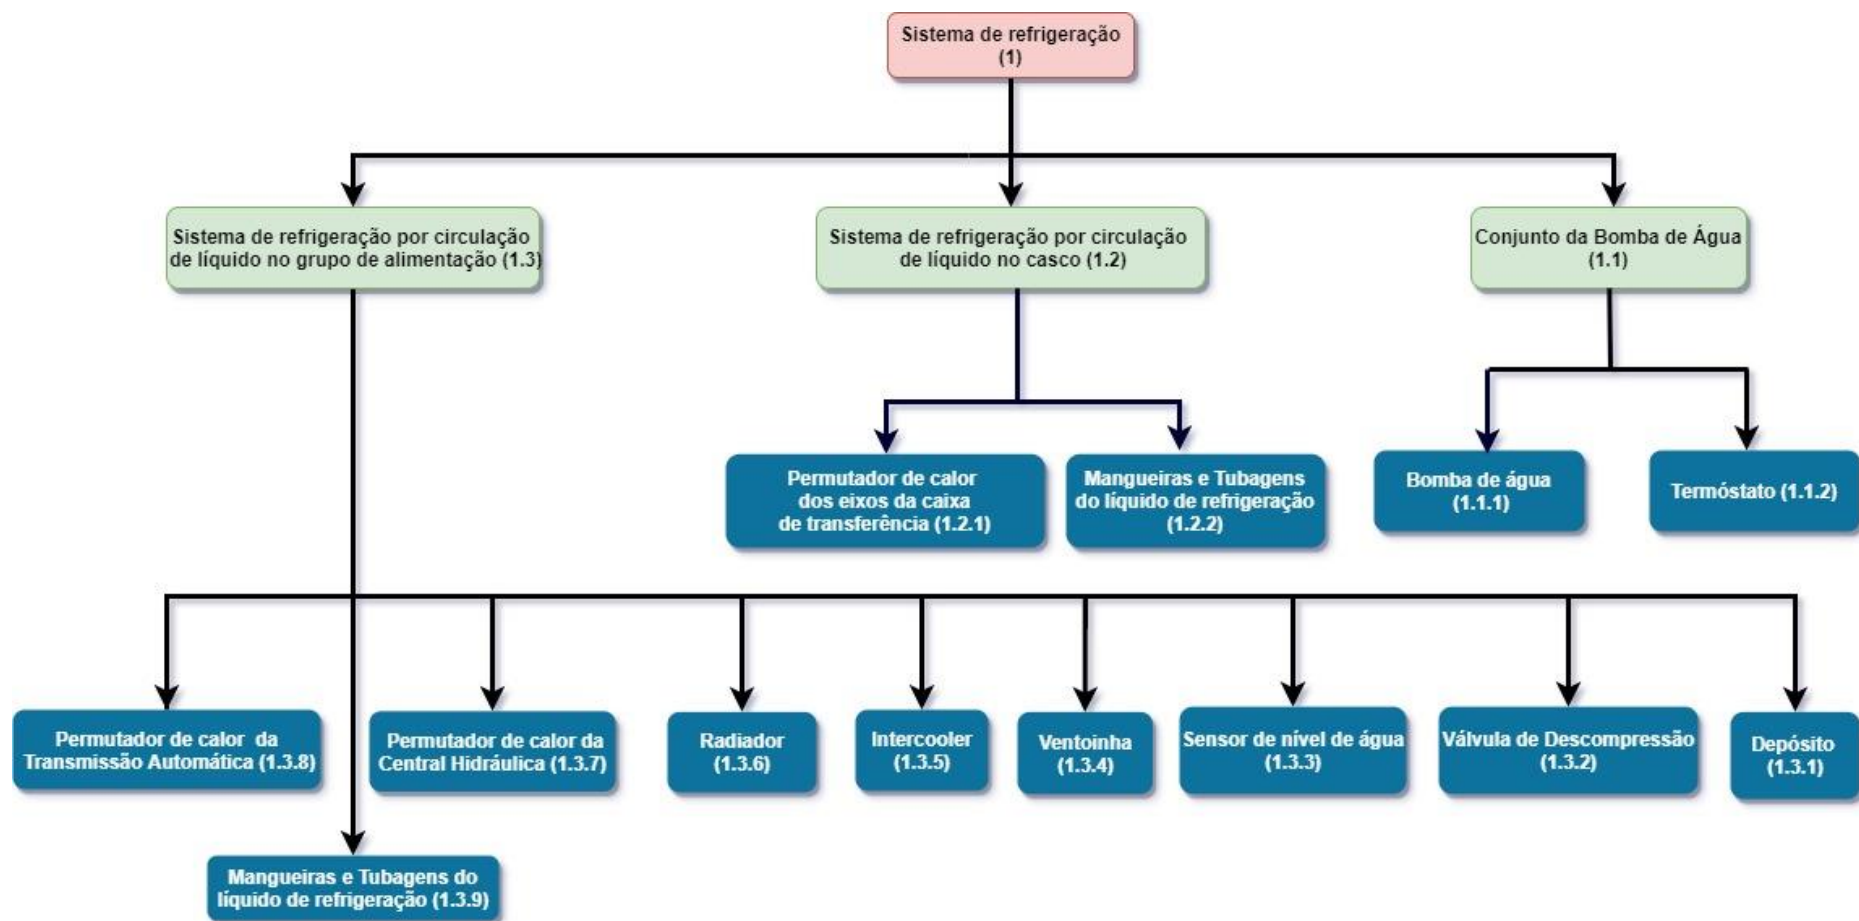 Sistema de refrigeração
(1)
Sistema de refrigeração por circulação
de líquido no grupo de alimentação (1.3)
Sistema de refrigeração por circulação
de líquido no casco (1.2)
Conjunto da Bomba de Água
(1.1)
Permutador de calor
dos eixos da caixa
de transferência (1.2.1)
Mangueiras e Tubagens
do líquido de refrigeração
(1.2.2)
Bomba de água
(1.1.1)
Termóstato (1.1.2)
Permutador de calor da
Transmissão Automática (1.3.8)
Permutador de calor da
Central Hidráulica (1.3.7)
Radiador
(1.3.6)
Intercooler
(1.3.5)
Ventoinha
(1.3.4)
Sensor de nível de água
(1.3.3)
Válvula de Descompressão
(1.3.2)
Depósito
(1.3.1)
Mangueiras e Tubagens do
líquido de refrigeração (1.3.9)